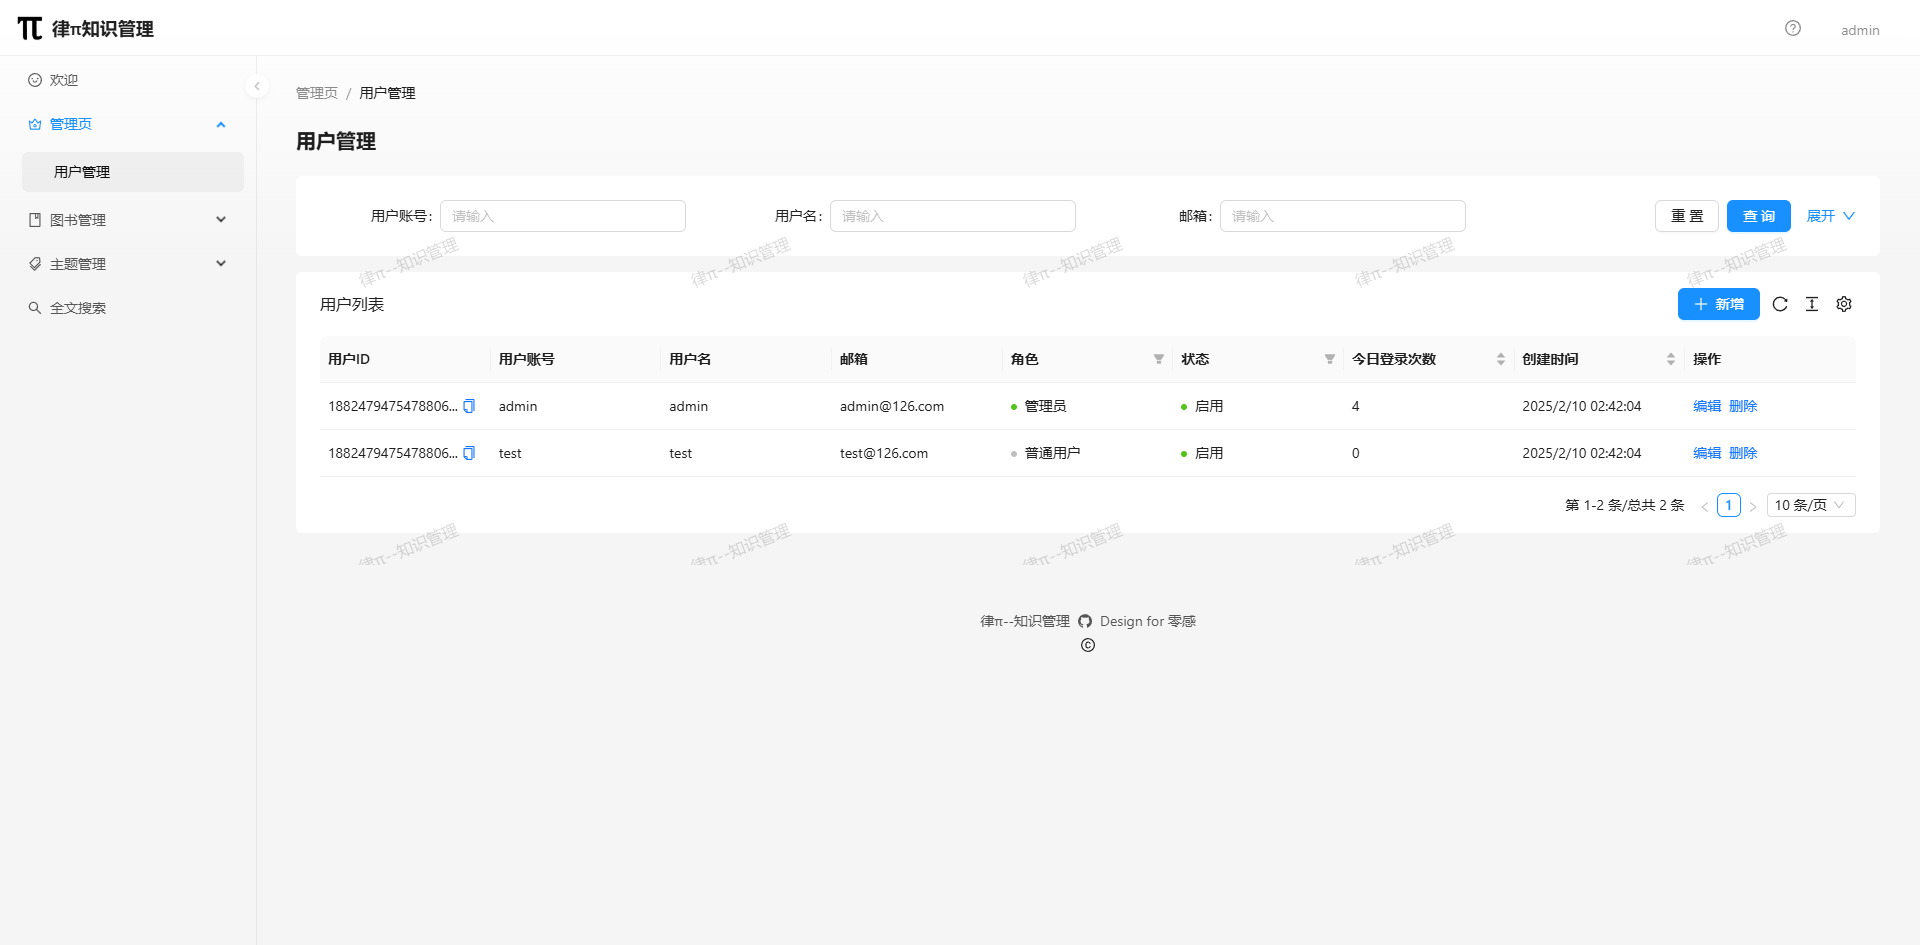 律π知识管理
admin
欢迎
管理页
用户管理
图书管理
主题管理
全文搜索
管理页 / 用户管理
用户管理
用户账号: 请输入 用户名: 请输入 邮箱: 请输入 重 置 查 询 展开
律π--知识管理 律π--知识管理 律π--知识管理 律π--知识管理 律π--知识管理
用户列表 新增
用户ID 用户账号 用户名 邮箱 角色 状态 今日登录次数 创建时间 操作
1882479475478806... admin admin admin@126.com 管理员 启用 4 2025/2/10 02:42:04 编辑 删除
1882479475478806... test test test@126.com 普通用户 启用 0 2025/2/10 02:42:04 编辑 删除
第 1-2 条/总共 2 条 < 1 > 10 条/页
律π--知识管理 律π--知识管理 律π--知识管理 律π--知识管理 律π--知识管理
律π--知识管理 Design for 零感
©